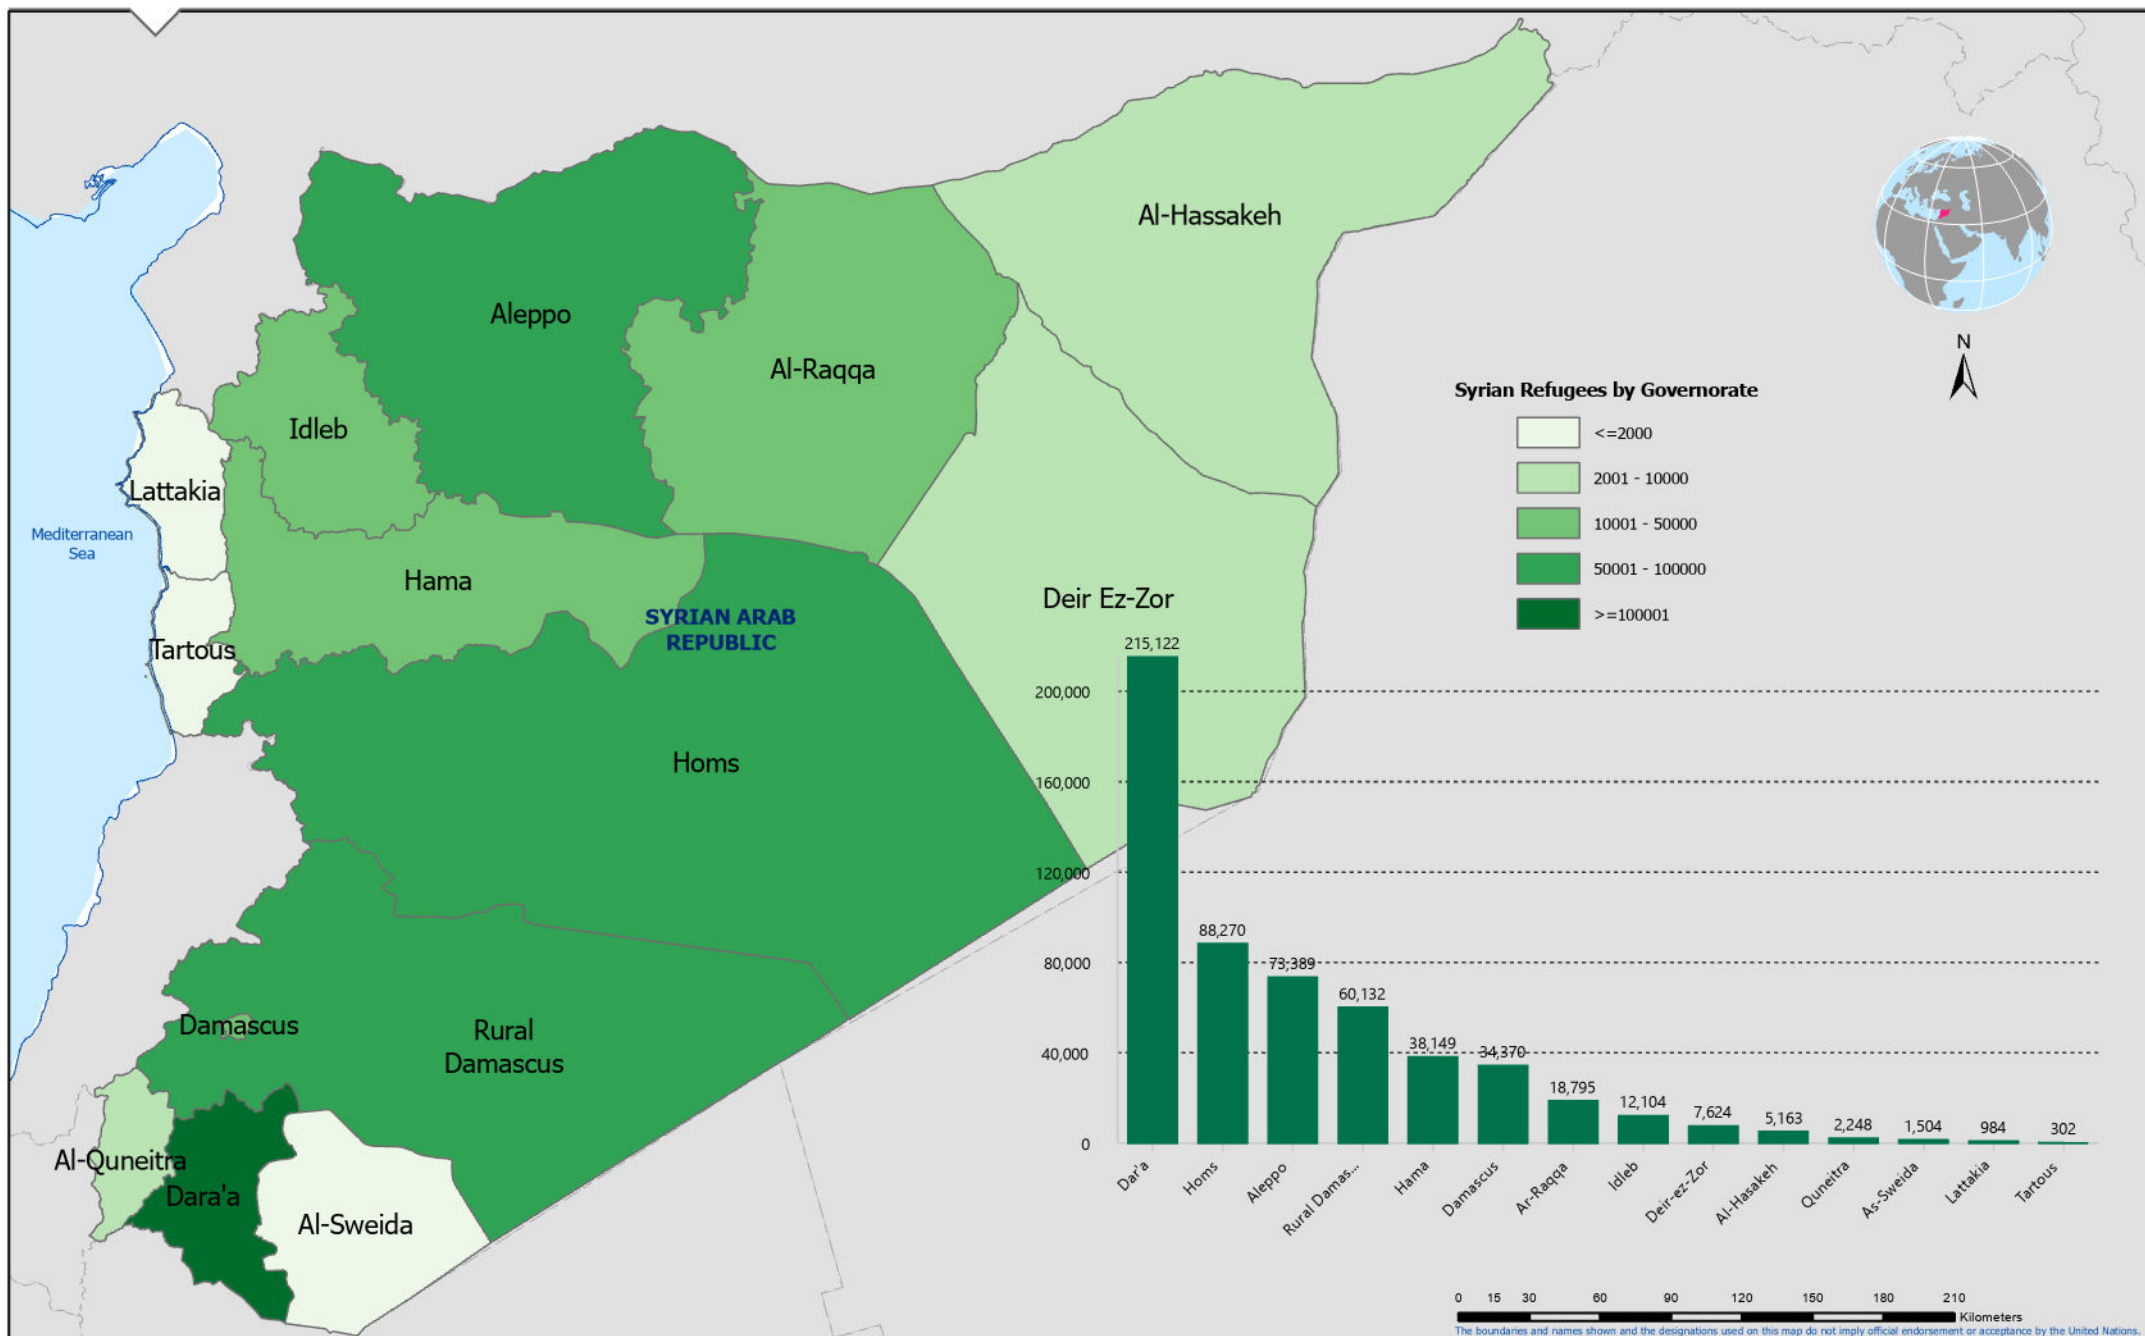 Al-Hassakeh
Aleppo
Al-Raqqa
Idleb
Lattakia
Mediterranean
Sea
Hama
SYRIAN ARAB
REPUBLIC
Deir Ez-Zor
Tartous
Homs
Damascus
Rural
Damascus
Al-Quneitra
Dara'a
Al-Sweida
N
Syrian Refugees by Governorate
<=2000
2001 - 10000
10001 - 50000
50001 - 100000
>=100001
215,122
200,000
160,000
120,000
88,270
80,000
73,389
60,132
40,000
38,149
34,370
18,795
12,104
7,624
5,163
2,248
1,504
984
302
0
Dar'a
Homs
Aleppo
Rural Damas...
Hama
Damascus
Ar-Raqqa
Idleb
Deir-ez-Zor
Al-Hasakeh
Quneitra
As-Sweida
Lattakia
Tartous
0 15 30 60 90 120 150 180 210
Kilometers
The boundaries and names shown and the designations used on this map do not imply official endorsement or acceptance by the United Nations.